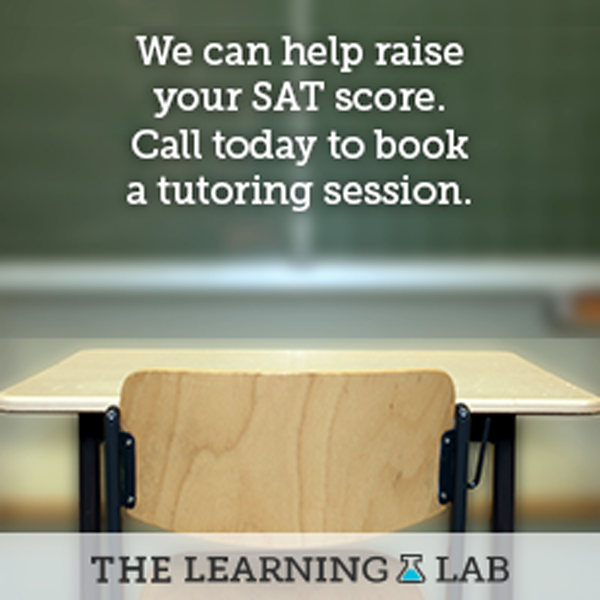 We can help raise
your SAT score.
Call today to book
a tutoring session.
THE LEARNING LAB